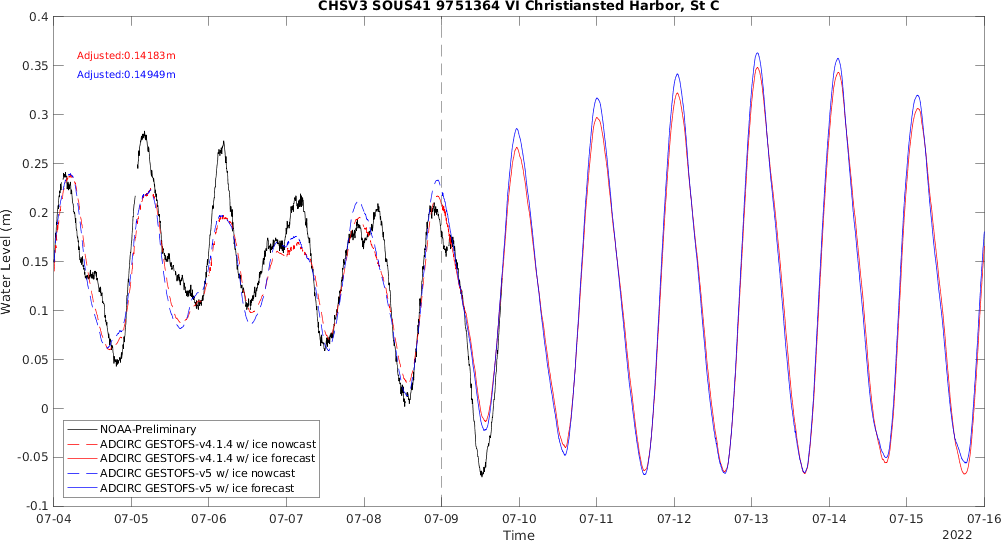 CHSV3 SOUS41 9751364 VI Christiansted Harbor, St C
0.4
Adjusted:0.14183m
0.35
Adjusted:0.14949m
0.3
0.25
0.2
0.15
0.1
0.05
0
-0.05
-0.1
Water Level (m)
NOAA-Preliminary
ADCIRC GESTOFS-v4.1.4 w/ ice nowcast
ADCIRC GESTOFS-v4.1.4 w/ ice forecast
ADCIRC GESTOFS-v5 w/ ice nowcast
ADCIRC GESTOFS-v5 w/ ice forecast
07-04 07-05 07-06 07-07 07-08 07-09 07-10 07-11 07-12 07-13 07-14 07-15 07-16
Time
2022